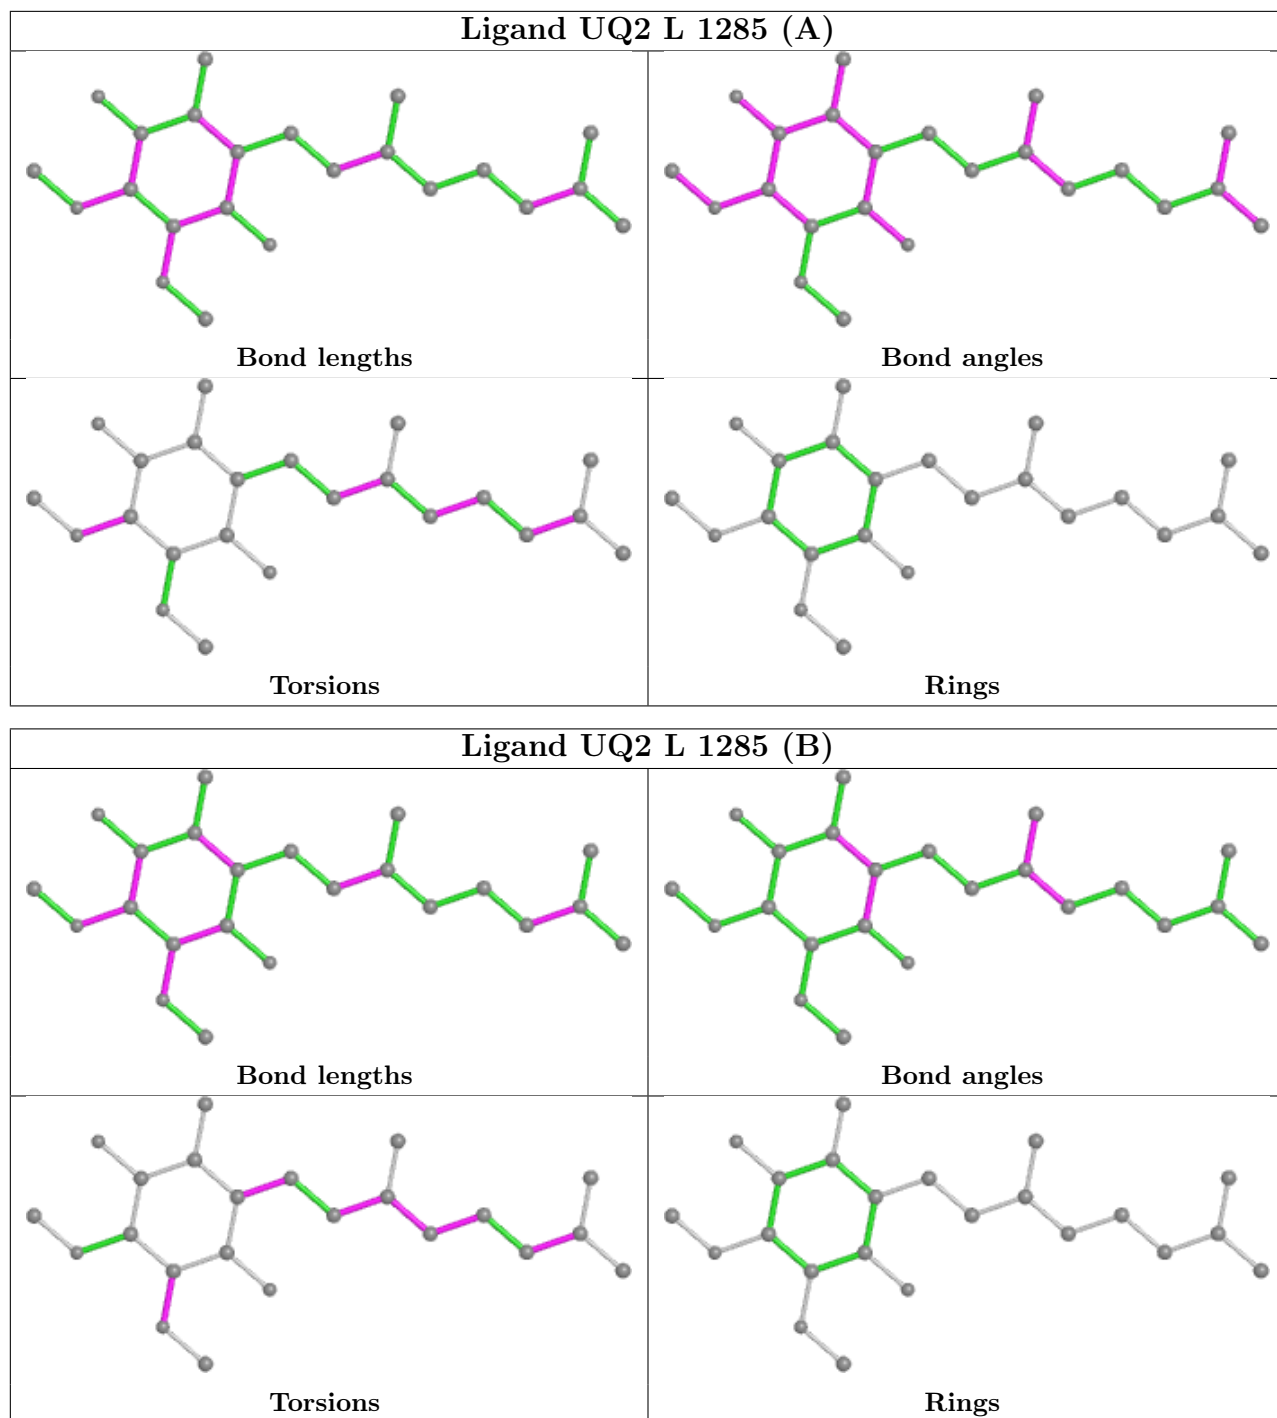 Ligand UQ2 L 1285 (A)
Bond lengths
Bond angles
Torsions
Rings
Ligand UQ2 L 1285 (B)
Bond lengths
Bond angles
Torsions
Rings